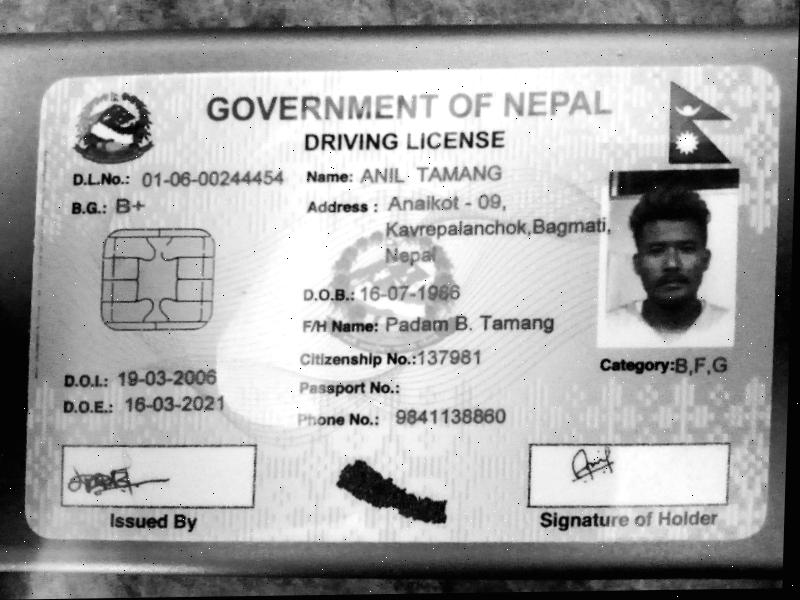 GOVERNMENT OF NEPAL
DRIVING LICENSE
D.L.No.: 01-06-00244454
B.G.: B+
Name: ANIL TAMANG
Address : Anaikot - 09,
Kavrepalanchok,Bagmati,
Nepal
D.O.B.: 16-07-1986
F/H Name: Padam B. Tamang
Citizenship No.:137981
Passport No.:
Phone No.: 9841138860
D.O.I.: 19-03-2006
D.O.E.: 16-03-2021
Category:B,F,G
Issued By
Anil
Signature of Holder